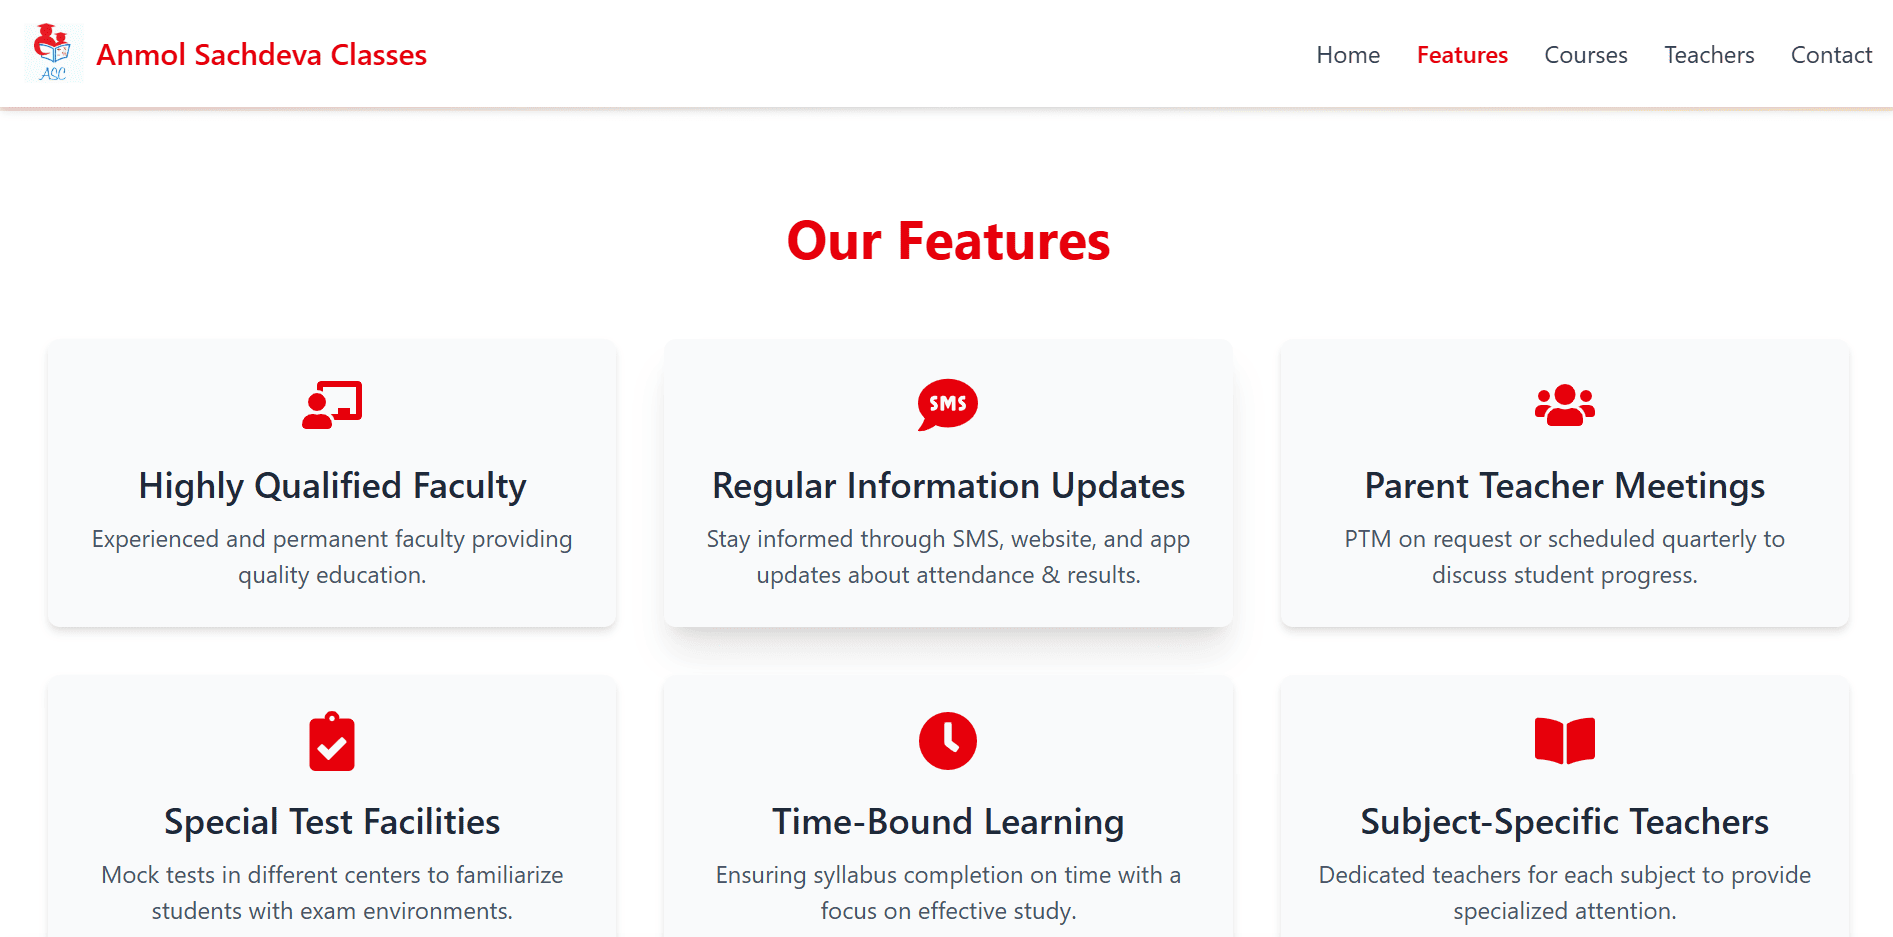 ASC
Anmol Sachdeva Classes
Home
Features
Courses
Teachers
Contact
Our Features
Highly Qualified Faculty
Experienced and permanent faculty providing
quality education.
SMS
Regular Information Updates
Stay informed through SMS, website, and app
updates about attendance & results.
Parent Teacher Meetings
PTM on request or scheduled quarterly to
discuss student progress.
Special Test Facilities
Mock tests in different centers to familiarize
students with exam environments.
Time-Bound Learning
Ensuring syllabus completion on time with a
focus on effective study.
Subject-Specific Teachers
Dedicated teachers for each subject to provide
specialized attention.